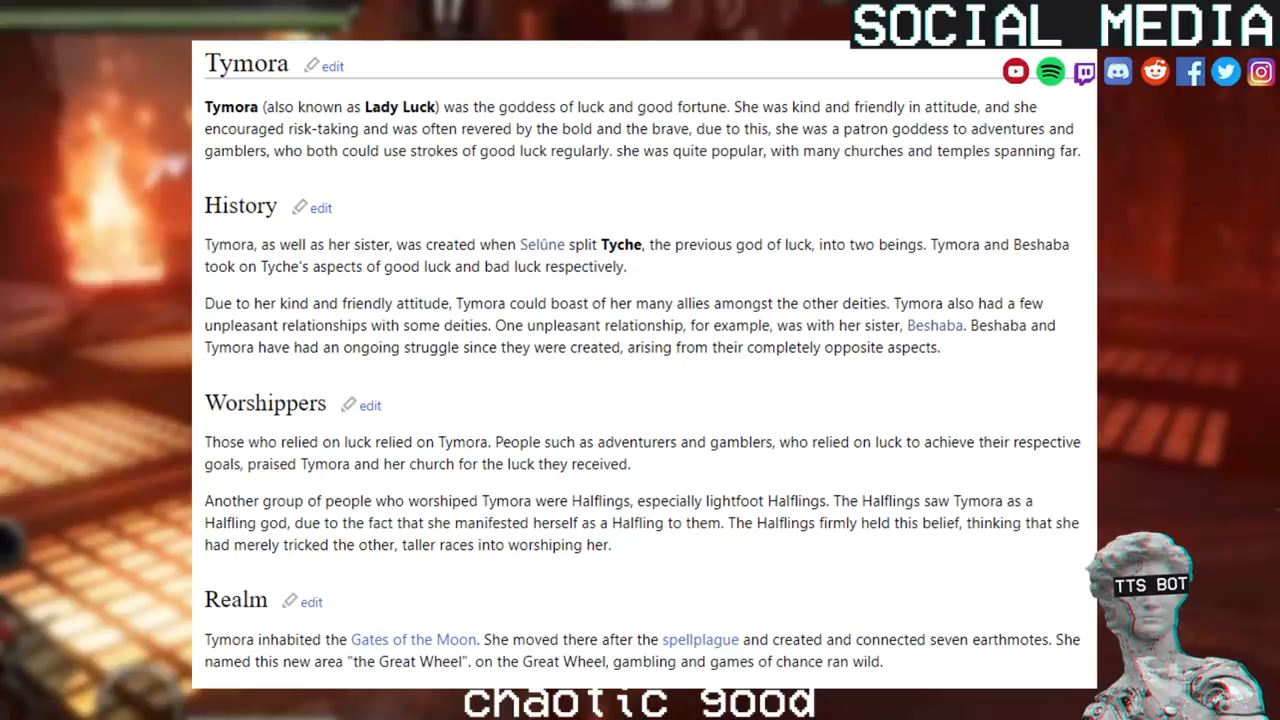 SOCIAL MEDIA
Tymora edit
Tymora (also known as Lady Luck) was the goddess of luck and good fortune. She was kind and friendly in attitude, and she
encouraged risk-taking and was often revered by the bold and the brave, due to this, she was a patron goddess to adventures and
gamblers, who both could use strokes of good luck regularly. she was quite popular, with many churches and temples spanning far.
History edit
Tymora, as well as her sister, was created when Selûne split Tyche, the previous god of luck, into two beings. Tymora and Beshaba
took on Tyche's aspects of good luck and bad luck respectively.
Due to her kind and friendly attitude, Tymora could boast of her many allies amongst the other deities. Tymora also had a few
unpleasant relationships with some deities. One unpleasant relationship, for example, was with her sister, Beshaba. Beshaba and
Tymora have had an ongoing struggle since they were created, arising from their completely opposite aspects.
Worshippers edit
Those who relied on luck relied on Tymora. People such as adventurers and gamblers, who relied on luck to achieve their respective
goals, praised Tymora and her church for the luck they received.
Another group of people who worshiped Tymora were Halflings, especially lightfoot Halflings. The Halflings saw Tymora as a
Halfling god, due to the fact that she manifested herself as a Halfling to them. The Halflings firmly held this belief, thinking that she
had merely tricked the other, taller races into worshiping her.
TTS BOT
Realm edit
Tymora inhabited the Gates of the Moon. She moved there after the spellplague and created and connected seven earthmotes. She
named this new area "the Great Wheel". on the Great Wheel, gambling and games of chance ran wild.
chaotic good